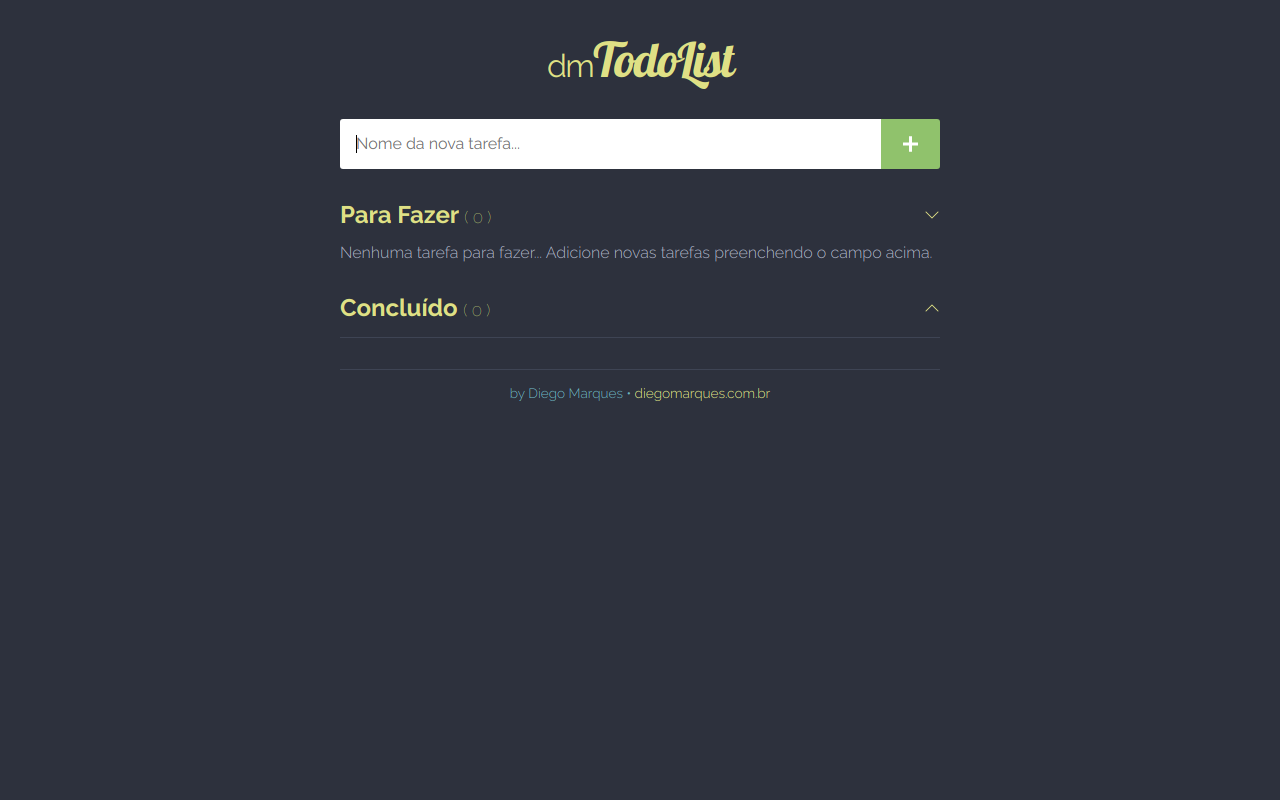 dmTodoList
Nome da nova tarefa...
Para Fazer ( 0 )
Nenhuma tarefa para fazer... Adicione novas tarefas preenchendo o campo acima.
Concluído ( 0 )
by Diego Marques • diegomarques.com.br